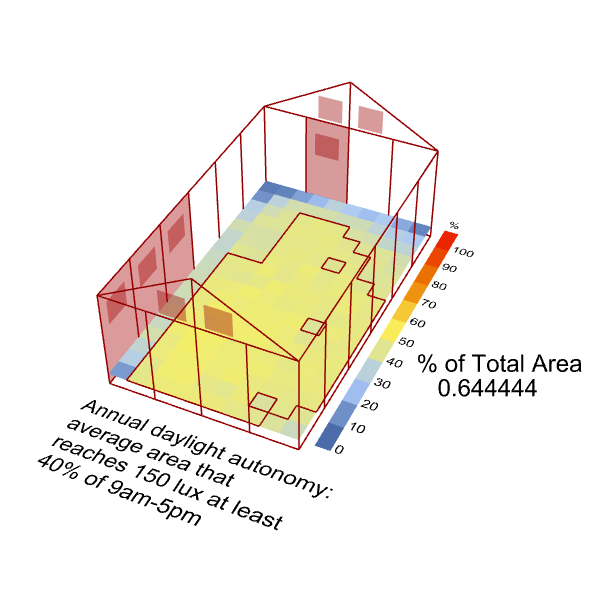 %
100
90
80
70
60
50
40
30
20
10
0
% of Total Area
0.644444
Annual daylight autonomy:
average area that
reaches 150 lux at least
40% of 9am-5pm